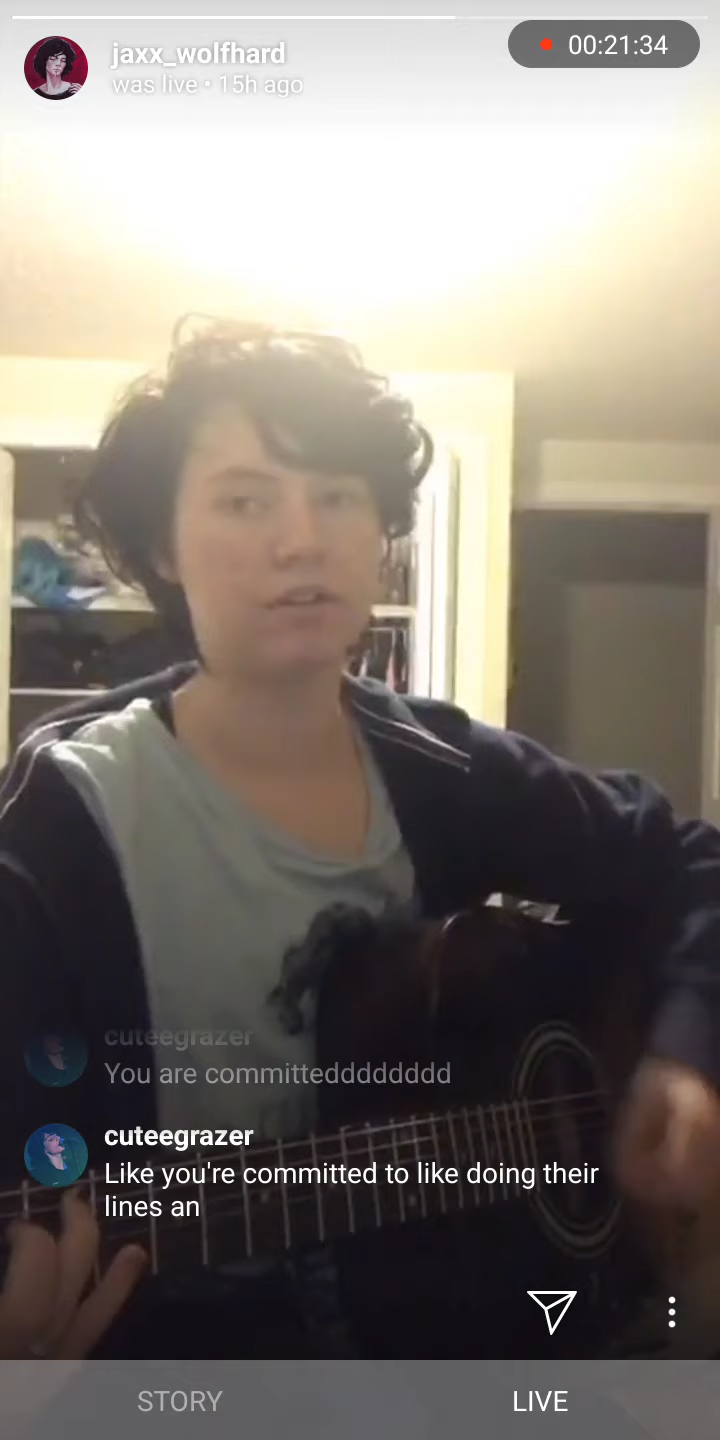 jaxx_wolfhard
was live • 15h ago
00:21:34
cuteegrazer
You are committedddddddd
cuteegrazer
Like you're committed to like doing their
lines an
STORY
LIVE